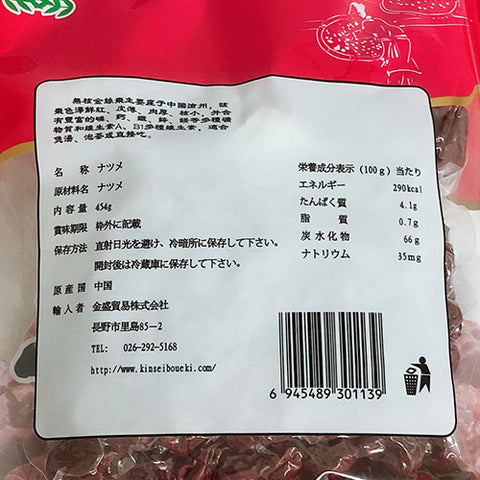 無核金絲棗主要產于中國滄州，該
棗色澤鮮紅、皮薄、肉厚、核小，并含
有豐富的磷、鈣、鐵、鋅、鎂等多種礦
物質和維生素A、B1多種維生素，適合
煲湯、泡茶或直接吃。
名 称 ナツメ
原材料名 ナツメ
内容量 454g
賞味期限 枠外に記載
保存方法 直射日光を避け、冷暗所に保存して下さい。
開封後は冷蔵庫に保存して下さい。
原産国 中国
輸入者 金盛貿易株式会社
長野市里島85-2
TEL: 026-292-5168
http://www.kinseiboueki.com/
栄養成分表示（100g）当たり
エネルギー 290kcal
たんぱく質 4.1g
脂 質 0.7g
炭水化物 66g
ナトリウム 35mg
6 945489 301139